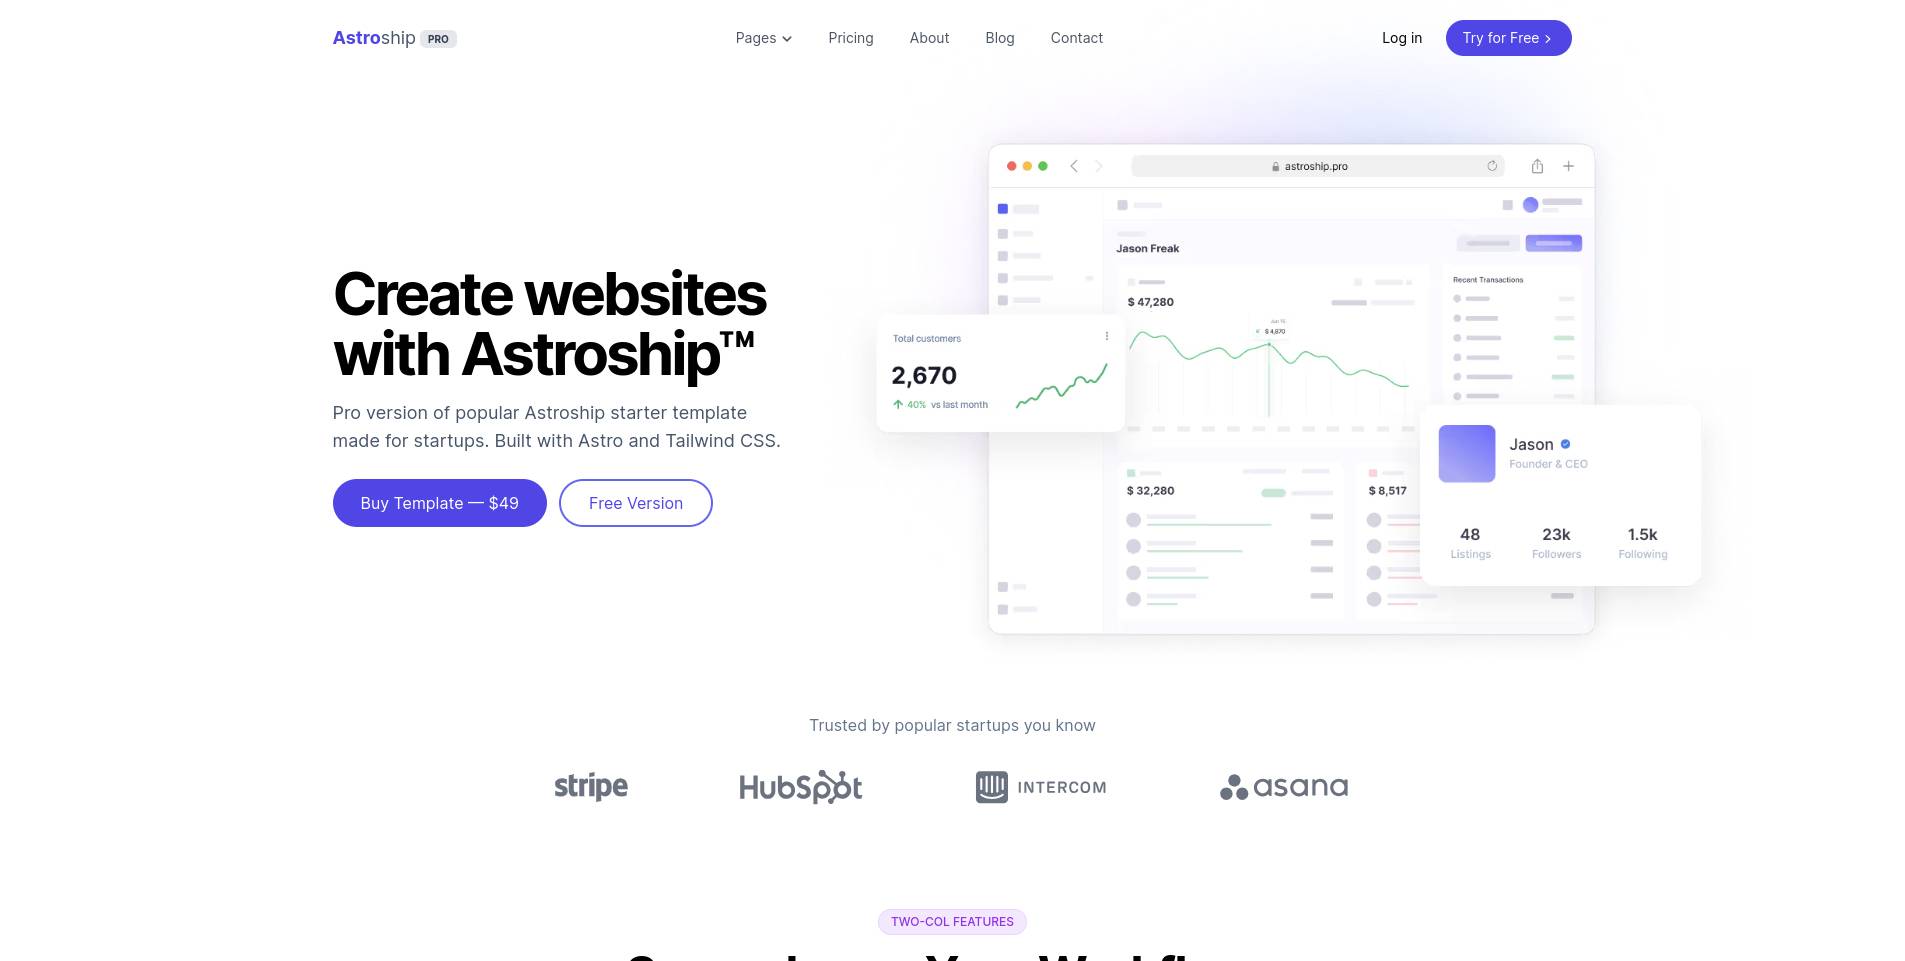 Astroship PRO
Pages
Pricing
About
Blog
Contact
Log in
Try for Free
Create websites
with Astroship™
Pro version of popular Astroship starter template
made for startups. Built with Astro and Tailwind CSS.
Buy Template — $49
Free Version
astroship.pro
Jason Freak
$ 47,280
Jun 15
$ 4,870
Recent Transactions
Total customers
2,670
40% vs last month
$ 32,280
$ 8,517
Jason
Founder & CEO
48
Listings
23k
Followers
1.5k
Following
Trusted by popular startups you know
stripe
HubSpot
INTERCOM
asana
TWO-COL FEATURES